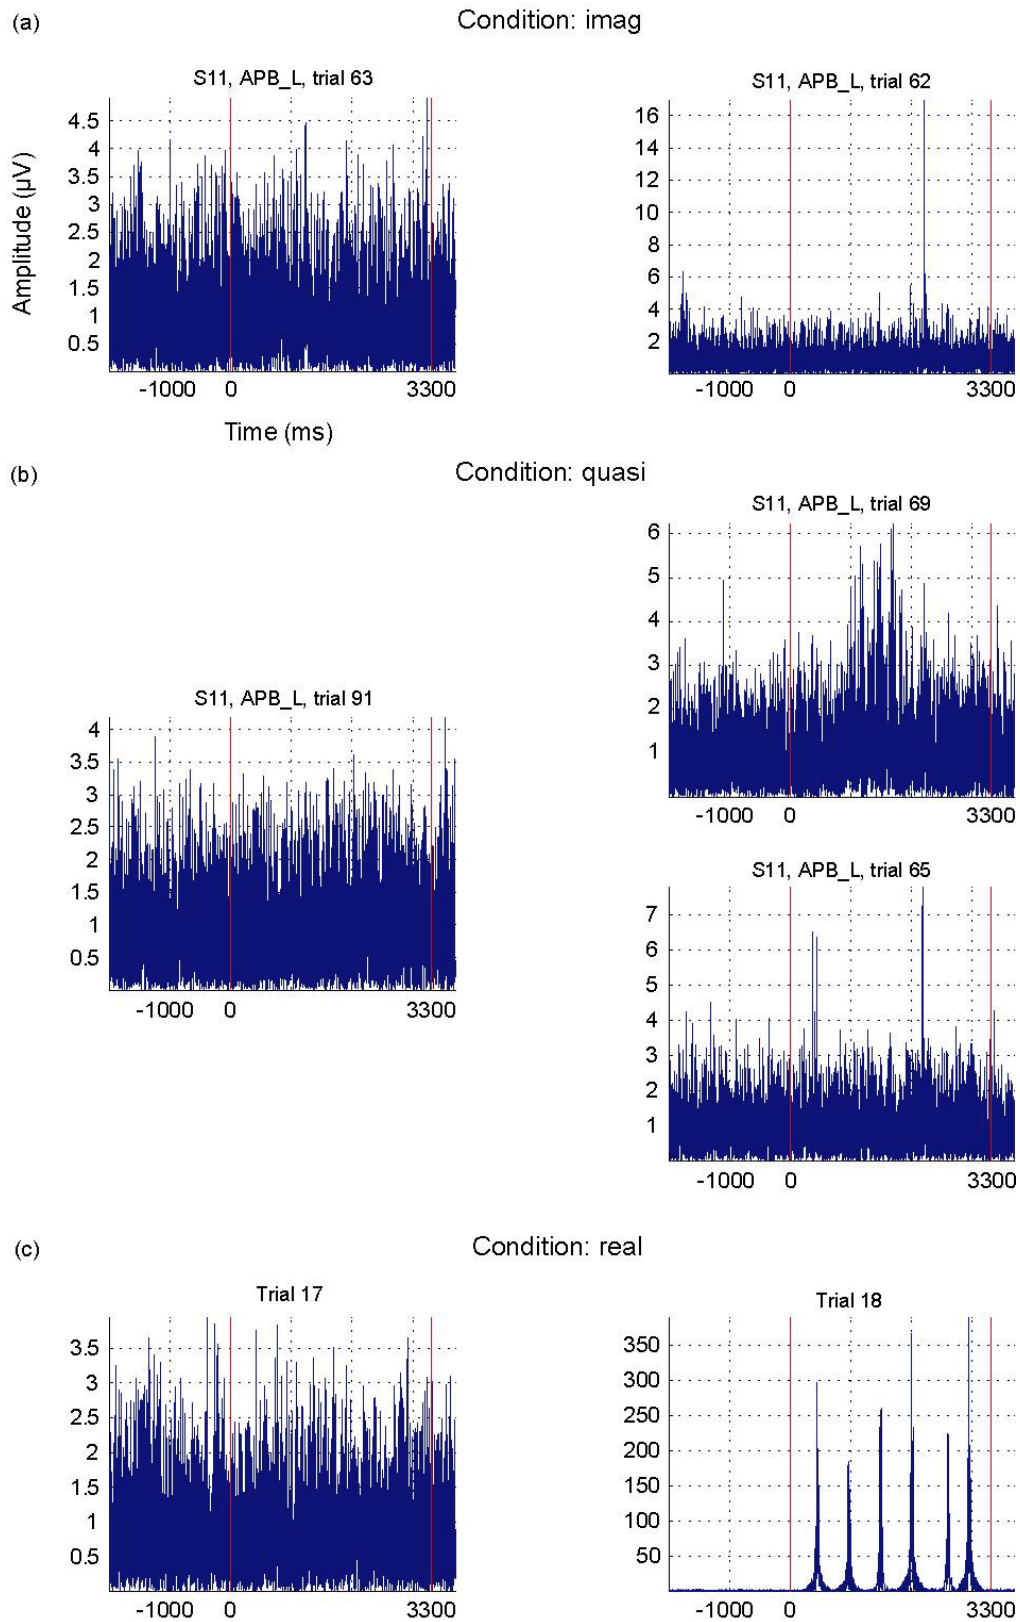 (a)
Condition: imag
S11, APB_L, trial 63
4.5
4
3.5
3
2.5
2
1.5
1
0.5
-1000 0 3300
Amplitude (µV)
Time (ms)
S11, APB_L, trial 62
16
14
12
10
8
6
4
2
-1000 0 3300
(b)
Condition: quasi
S11, APB_L, trial 91
4
3.5
3
2.5
2
1.5
1
0.5
-1000 0 3300
S11, APB_L, trial 69
6
5
4
3
2
1
-1000 0 3300
S11, APB_L, trial 65
7
6
5
4
3
2
1
-1000 0 3300
(c)
Condition: real
Trial 17
3.5
3
2.5
2
1.5
1
0.5
-1000 0 3300
Trial 18
350
300
250
200
150
100
50
-1000 0 3300